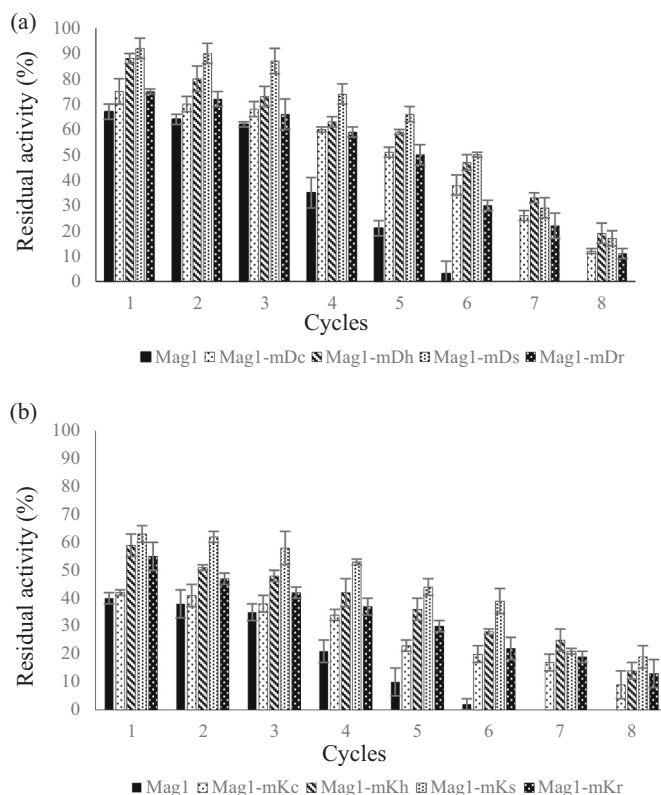 (a)
100
90
80
70
60
50
40
30
20
10
0
Residual activity (%)
1 2 3 4 5 6 7 8
Cycles
Mag1 Mag1-mDc Mag1-mDh Mag1-mDs Mag1-mDr
(b)
100
90
80
70
60
50
40
30
20
10
0
Residual activity (%)
1 2 3 4 5 6 7 8
Cycles
Mag1 Mag1-mKc Mag1-mKh Mag1-mKs Mag1-mKr